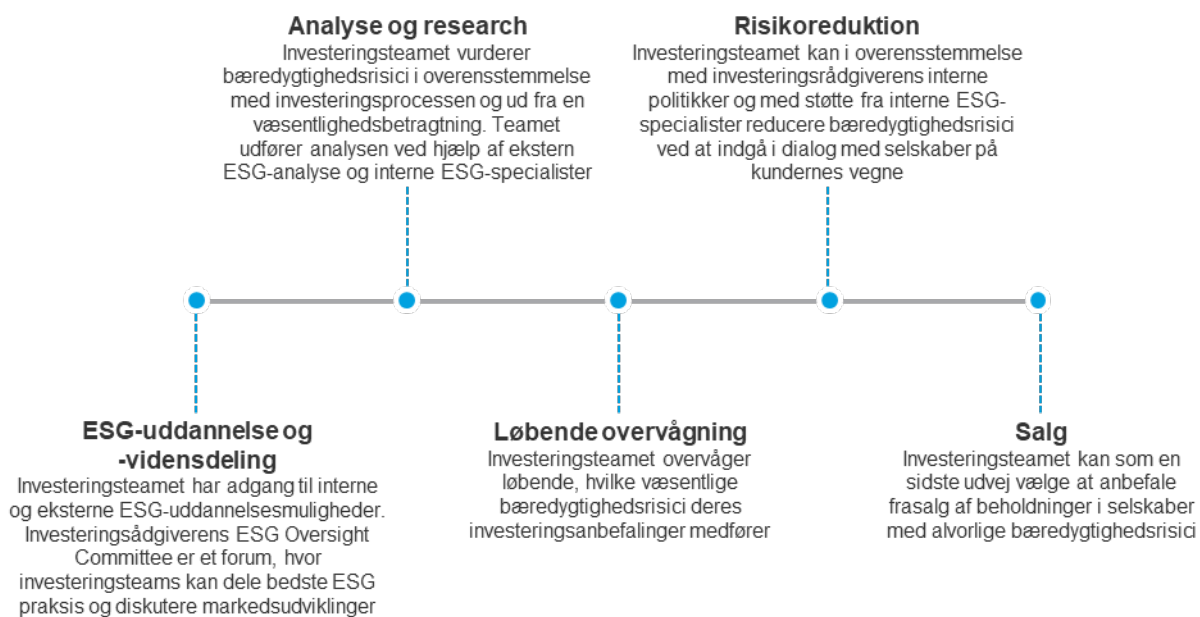 Analyse og research
Investeringsteamet vurderer
bæredygtighedsrisici i overensstemmelse
med investeringsprocessen og ud fra en
væsentlighedsbetragtning. Teamet
udfører analysen ved hjælp af ekstern
ESG-analyse og interne ESG-specialister
Risikoreduktion
Investeringsteamet kan i overensstemmelse
med investeringsrådgiverens interne
politikker og med støtte fra interne ESG-
specialister reducere bæredygtighedsrisici
ved at indgå i dialog med selskaber på
kundernes vegne
ESG-uddannelse og
-vidensdeling
Investeringsteamet har adgang til interne
og eksterne ESG-uddannelsesmuligheder.
Investeringsådgiverens ESG Oversight
Committee er et forum, hvor
investeringsteams kan dele bedste ESG
praksis og diskutere markedsudviklinger
Løbende overvågning
Investeringsteamet overvåger
løbende, hvilke væsentlige
bæredygtighedsrisici deres
investeringsanbefalinger medfører
Salg
Investeringsteamet kan som en
sidste udvej vælge at anbefale
frasalg af beholdninger i selskaber
med alvorlige bæredygtighedsrisici